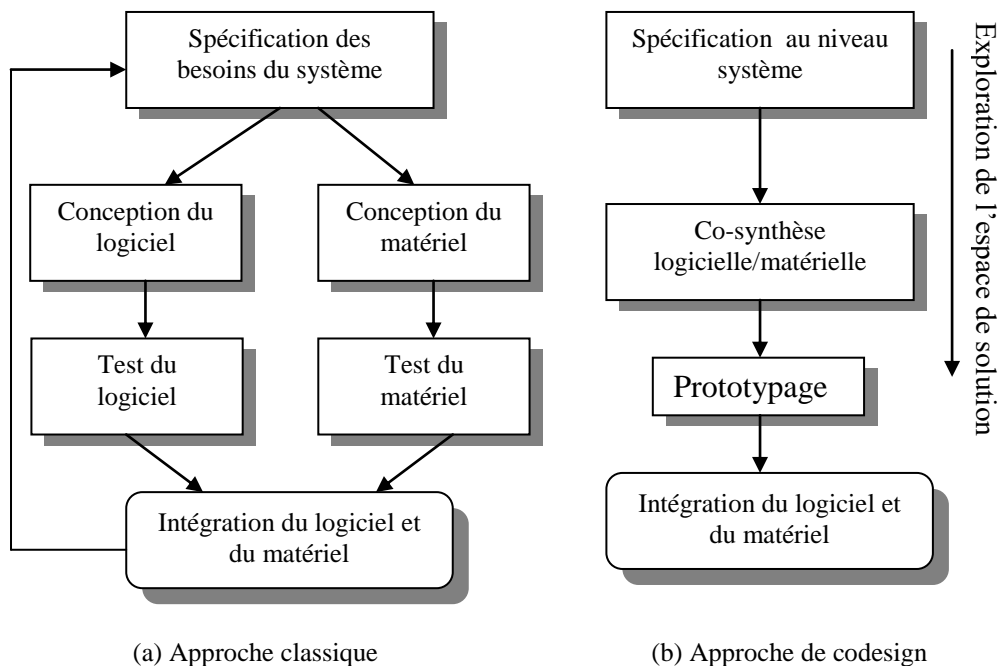 Spécification des
besoins du système
Conception du
logiciel
Conception du
matériel
Test du
logiciel
Test du
matériel
Intégration du logiciel et
du matériel
(a) Approche classique
Spécification au niveau
système
Co-synthèse
logicielle/matérielle
Prototypage
Intégration du logiciel et
du matériel
Exploration de l'espace de solution
(b) Approche de codesign